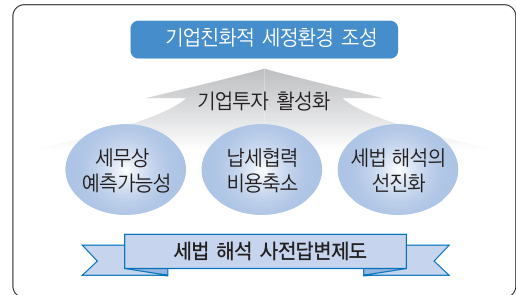 기업친화적 세정환경 조성
기업투자 활성화
세무상
예측가능성
납세협력
비용축소
세법 해석의
선진화
세법 해석 사전답변제도